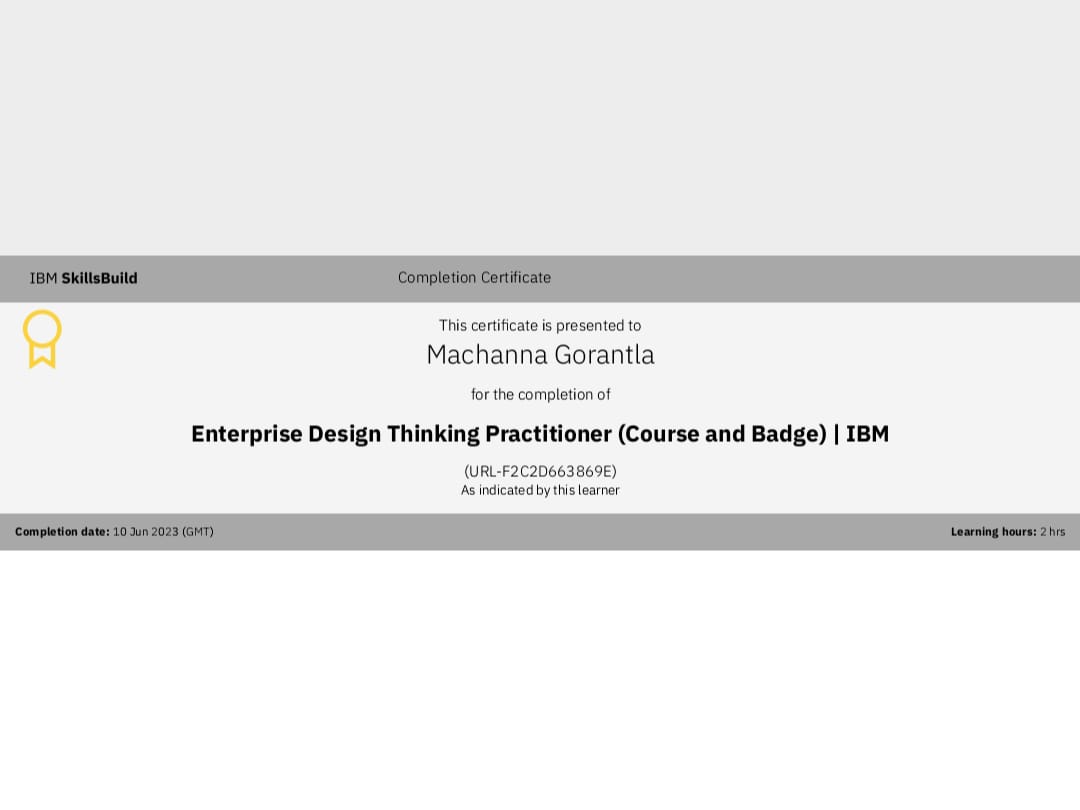 IBM SkillsBuild
Completion Certificate
This certificate is presented to
Machanna Gorantla
for the completion of
Enterprise Design Thinking Practitioner (Course and Badge) | IBM
(URL-F2C2D663869E)
As indicated by this learner
Completion date: 10 Jun 2023 (GMT)
Learning hours: 2 hrs